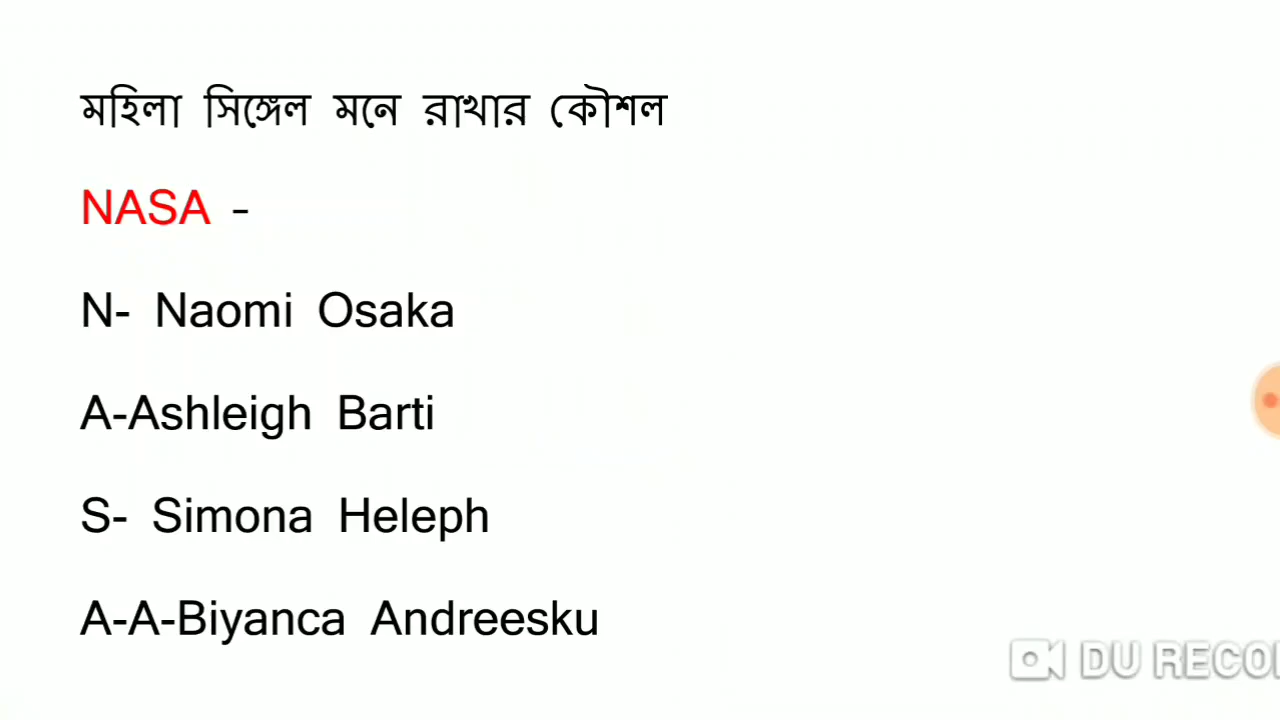 মহিলা সিঙ্গেল মনে রাখার কৌশল
NASA -
N- Naomi Osaka
A-Ashleigh Barti
S- Simona Heleph
A-A-Biyanca Andreesku
DU RECO